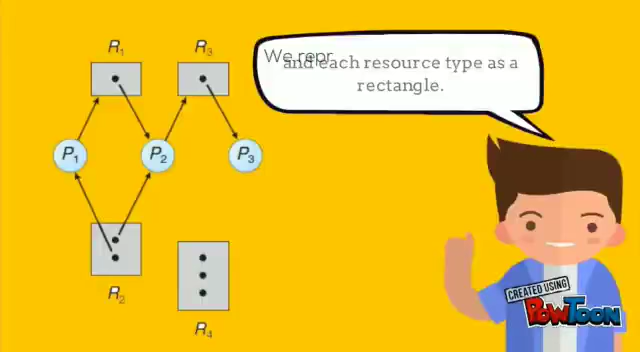 R1
R3
We repr
and each resource type as a
rectangle.
P1
P2
P3
R2
R4
CREATED USING
POWTOON